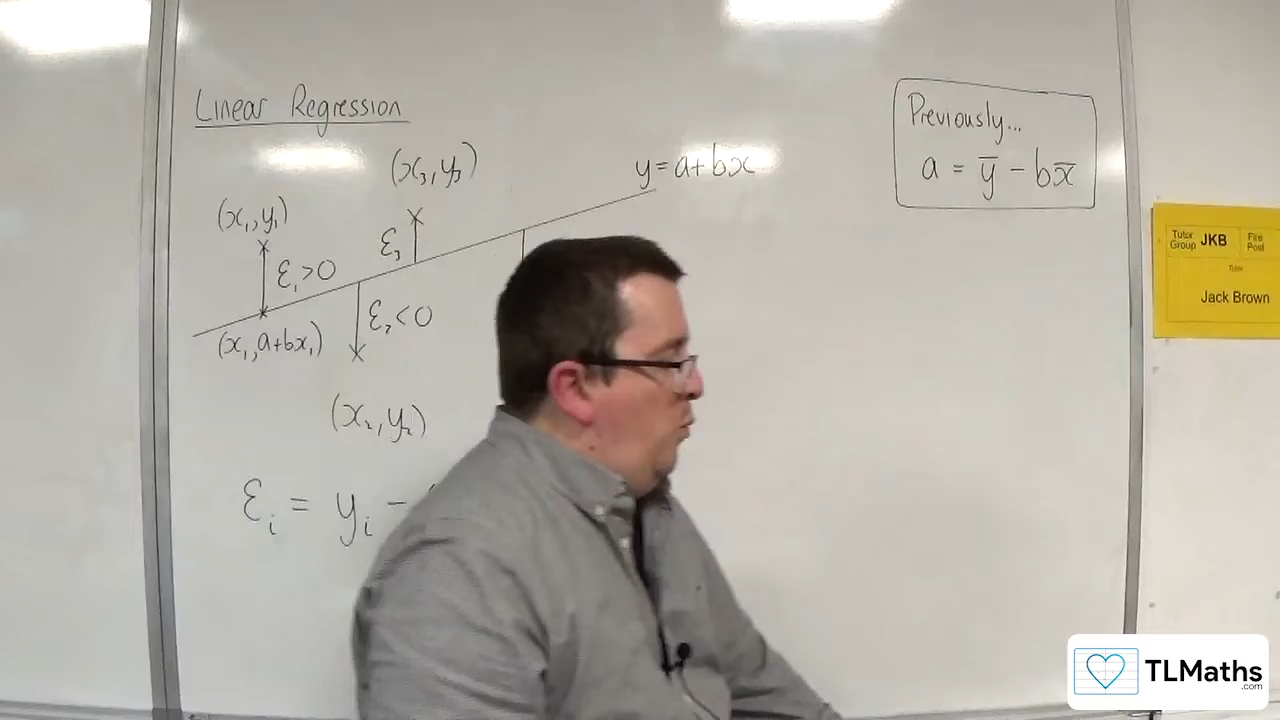 Linear Regression
(x₃, y₃)
y = a+bx
(x₁, y₁)
ε₃
ε₁>0
ε₂<0
(x₁, a+bx₁)
(x₂, y₂)
εᵢ = yᵢ -
Previously...
a = y̅ - bx̅
Tutor
Group
JKB
Fire
Post
Jack Brown
TLMaths
.com